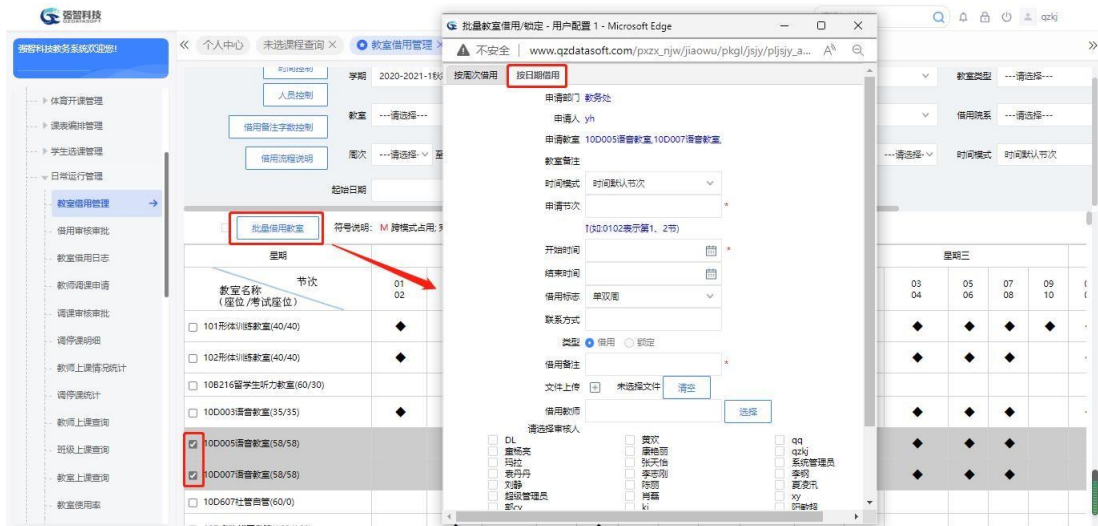 强智科技
QZDATASOFT
qzkj
强智科技教务系统欢迎您!
体育开课管理
课表编排管理
学生选课管理
日常运行管理
教室借用管理
借用审核审批
教室借用日志
教师调课申请
调课审核审批
调停课明细
教师上课情况统计
调停课统计
教师上课查询
班级上课查询
教室上课查询
教室使用率
个人中心
未选课程查询 ×
教室借用管理 ×
时间控制
人员控制
借用备注字数控制
借用流程说明
学期 2020-2021-1秋
教室 ---请选择---
周次 ---请选择- 至
起始日期
教室类型 ---请选择---
借用院系 ---请选择---
---请选择-
时间模式 时间默认节次
批量借用教室
符号说明: M 跨模式占用;
星期
星期三
节次
教室名称
(座位/考试座位)
01 02
03 04
05 06
07 08
09 10
101形体训练教室(40/40)
102形体训练教室(40/40)
10B216留学生听力教室(60/30)
10D003语音教室(35/35)
10D005语音教室(58/58)
10D007语音教室(58/58)
10D607社管自管(60/0)
批量教室借用/锁定 - 用户配置 1 - Microsoft Edge
不安全 | www.qzdatasoft.com/pxzz_njw/jiaowu/pkgl/jsjy/pljsjy_a...
按周次借用
按日期借用
申请部门 教务处
申请人 yh
申请教室 10D005语音教室,10D007语音教室,
教室备注
时间模式 时间默认节次
申请节次 *
(如:0102表示第1、2节)
开始时间 *
结束时间
借用标志 单双周
联系方式
类型 借用 锁定
借用备注 *
文件上传 未选择文件 清空
借用教师 选择
请选择审核人
DL 黄欢 qq
童杨亮 康艳丽 qzkj
玛拉 张天怡 系统管理员
袁丹丹 李志刚 李钢
刘静 陈丽 夏凌汛
超级管理员 肖磊 xy
郭cy kj 阳敏超